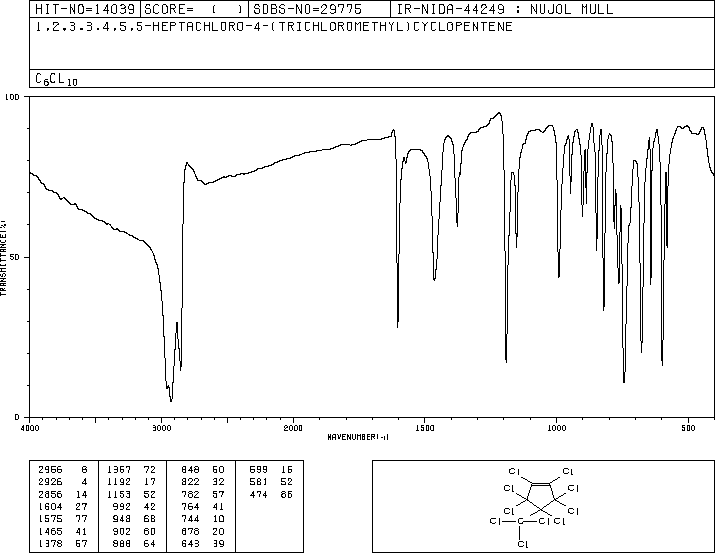 HIT-NO=14039 SCORE= ( ) SDBS-NO=29775 IR-NIDA-44249 : NUJOL MULL
1,2,3,3,4,5,5-HEPTACHLORO-4-(TRICHLOROMETHYL)CYCLOPENTENE
C6CL10
100
50
0
TRANSMITTANCE(%)
4000 3000 2000 1500 1000 500
WAVENUMBER(-1)
2956 6 1367 72 848 50 599 15
2926 4 1192 17 822 32 581 52
2856 14 1153 52 782 57 474 86
1604 27 992 42 764 41
1575 77 948 68 744 10
1465 41 902 60 678 20
1378 57 888 64 643 39
Cl Cl
Cl Cl
Cl Cl
Cl C Cl Cl
Cl